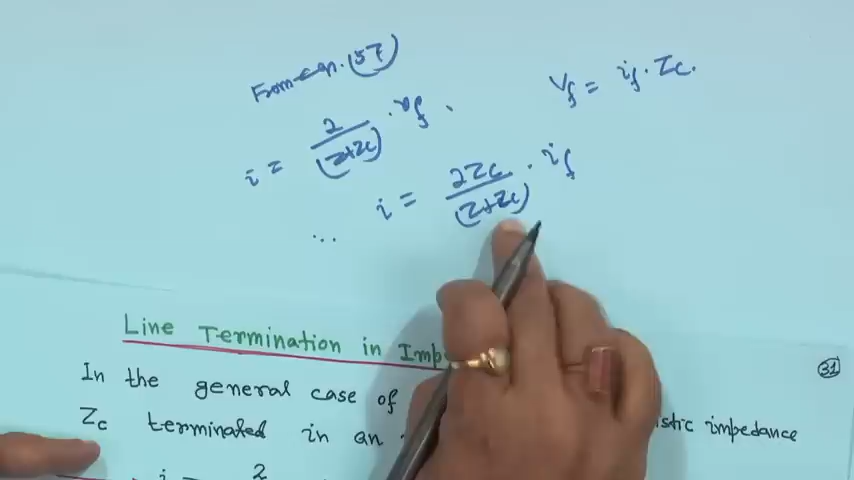 From eqn. (57)
i = 2/(Z+Zc) · vf .
Vf = if · Zc.
i = 2Zc/(Z+Zc) · if
...
Line Termination in Imp
31
In the general case of
Zc terminated in an istic impedance
i = 2